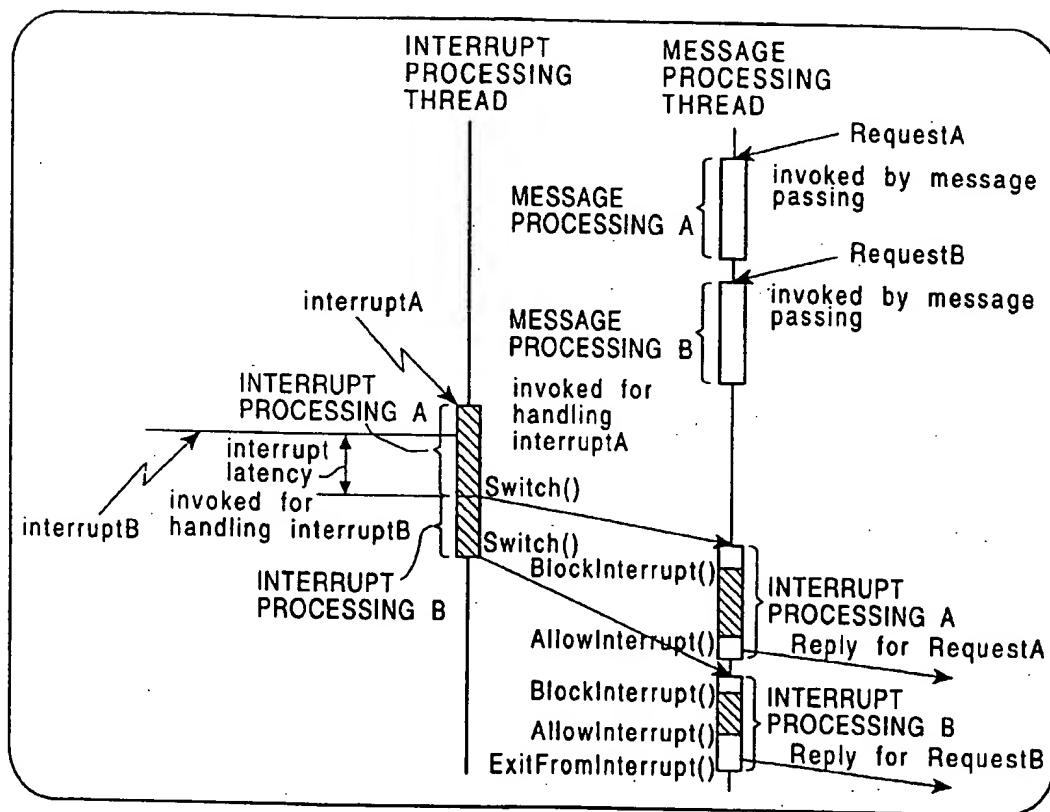 INTERRUPT
PROCESSING
THREAD
MESSAGE
PROCESSING
THREAD
RequestA
invoked by message
passing
MESSAGE
PROCESSING A
RequestB
invoked by message
passing
MESSAGE
PROCESSING B
interruptA
INTERRUPT
PROCESSING A
invoked for
handling
interruptA
interrupt
latency
Switch()
invoked for
handling interruptB
interruptB
Switch()
INTERRUPT
PROCESSING B
BlockInterrupt()
INTERRUPT
PROCESSING A
AllowInterrupt()
Reply for RequestA
BlockInterrupt()
INTERRUPT
PROCESSING B
AllowInterrupt()
Reply for RequestB
ExitFromInterrupt()